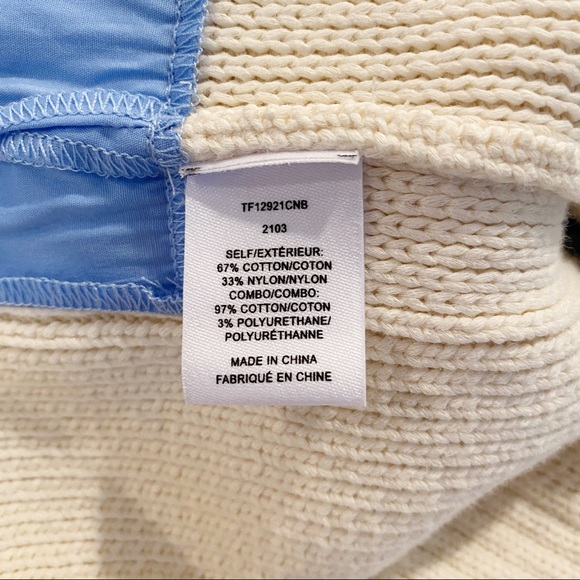 TF12921CNB
2103
SELF/EXTÉRIEUR:
67% COTTON/COTON
33% NYLON/NYLON
COMBO/COMBO:
97% COTTON/COTON
3% POLYURETHANE/
POLYURÉTHANE
MADE IN CHINA
FABRIQUÉ EN CHINE